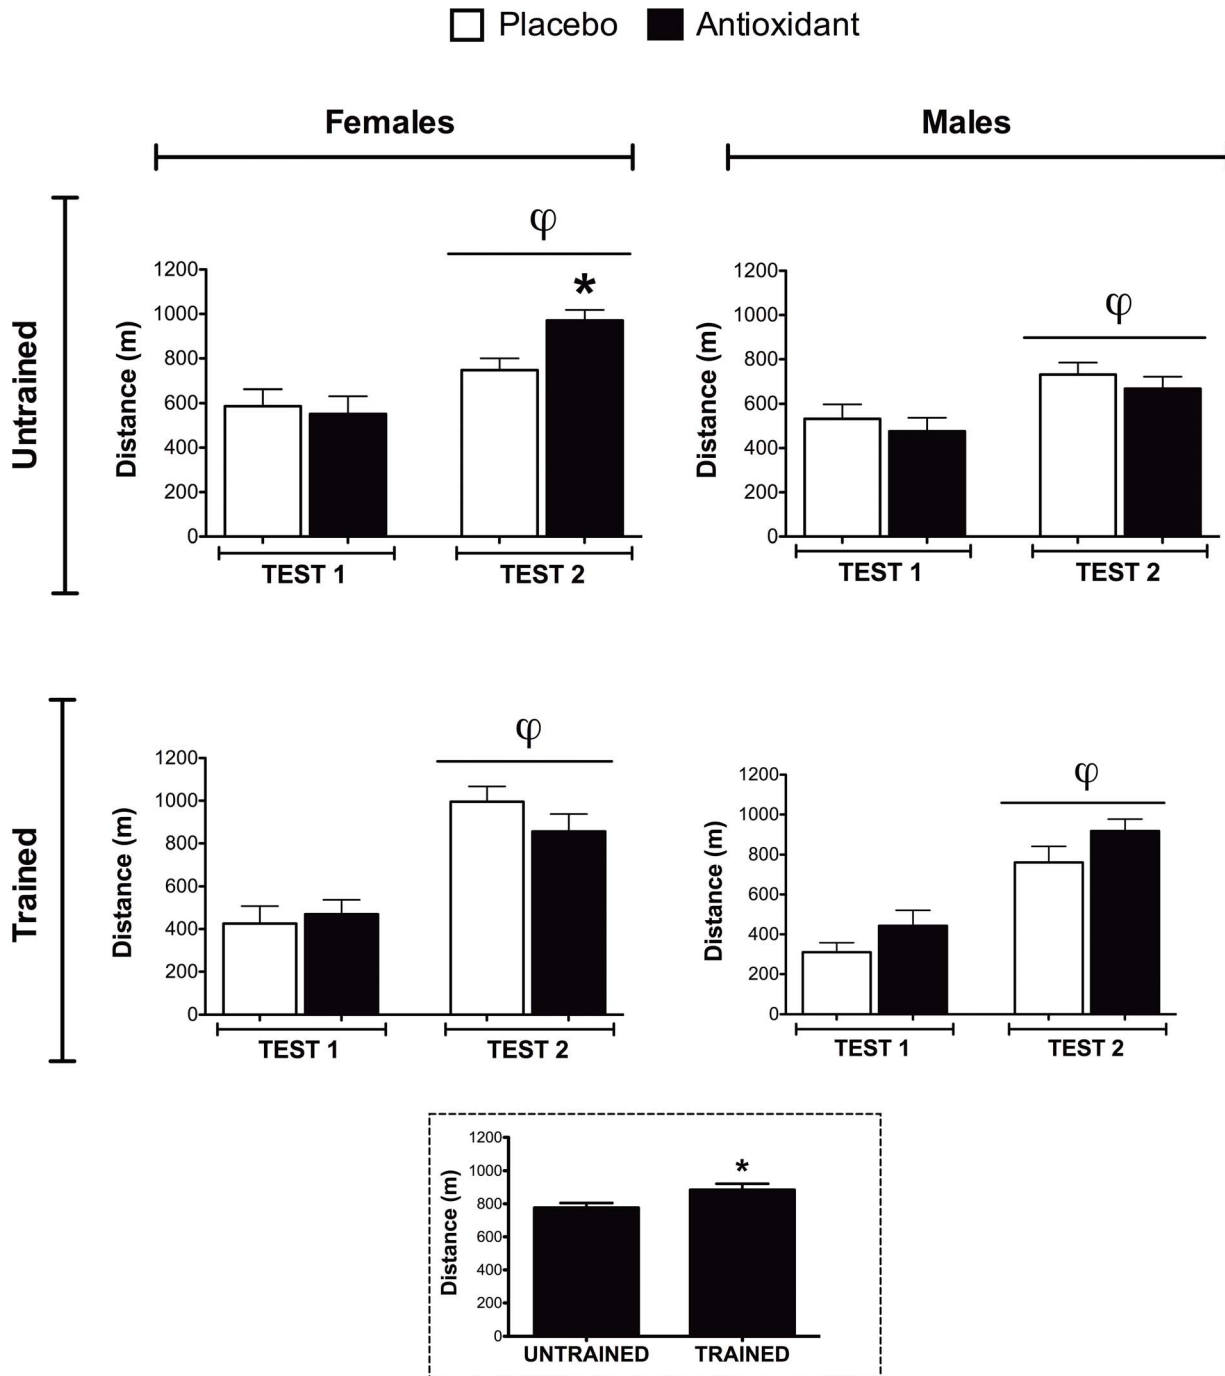 Placebo Antioxidant
Females
Males
Untrained
φ
*
1200
1000
800
600
400
200
0
Distance (m)
TEST 1
TEST 2
φ
1200
1000
800
600
400
200
0
Distance (m)
TEST 1
TEST 2
Trained
φ
1200
1000
800
600
400
200
0
Distance (m)
TEST 1
TEST 2
φ
1200
1000
800
600
400
200
0
Distance (m)
TEST 1
TEST 2
*
1200
1000
800
600
400
200
0
Distance (m)
UNTRAINED
TRAINED